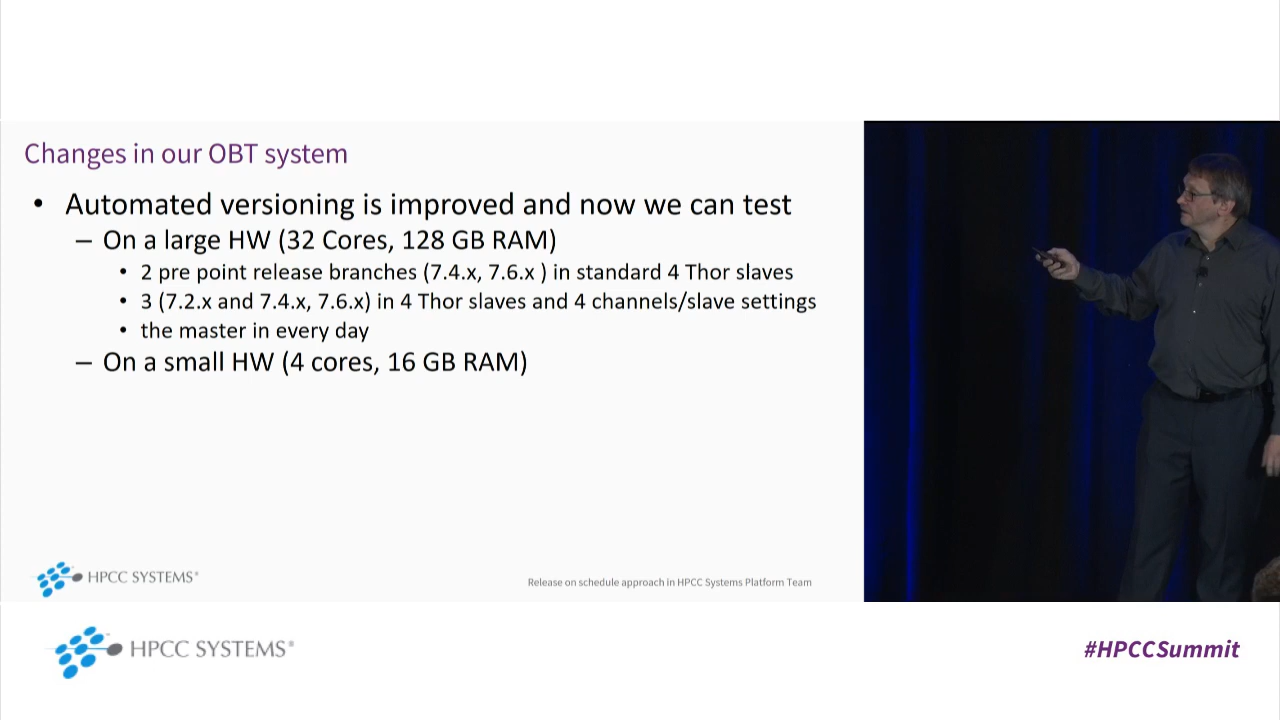 Changes in our OBT system
• Automated versioning is improved and now we can test
– On a large HW (32 Cores, 128 GB RAM)
• 2 pre point release branches (7.4.x, 7.6.x ) in standard 4 Thor slaves
• 3 (7.2.x and 7.4.x, 7.6.x) in 4 Thor slaves and 4 channels/slave settings
• the master in every day
– On a small HW (4 cores, 16 GB RAM)
HPCC SYSTEMS®
Release on schedule approach in HPCC Systems Platform Team
HPCC SYSTEMS®
#HPCCSummit